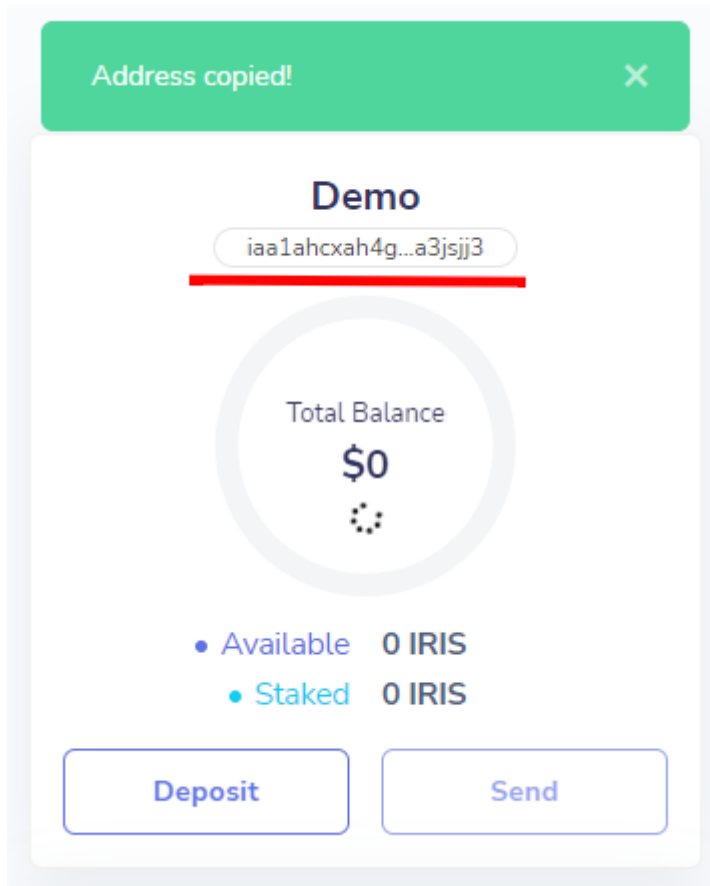 Address copied!
Demo
iaa1ahcxah4g...a3jsjj3
Total Balance
$0
Available 0 IRIS
Staked 0 IRIS
Deposit Send